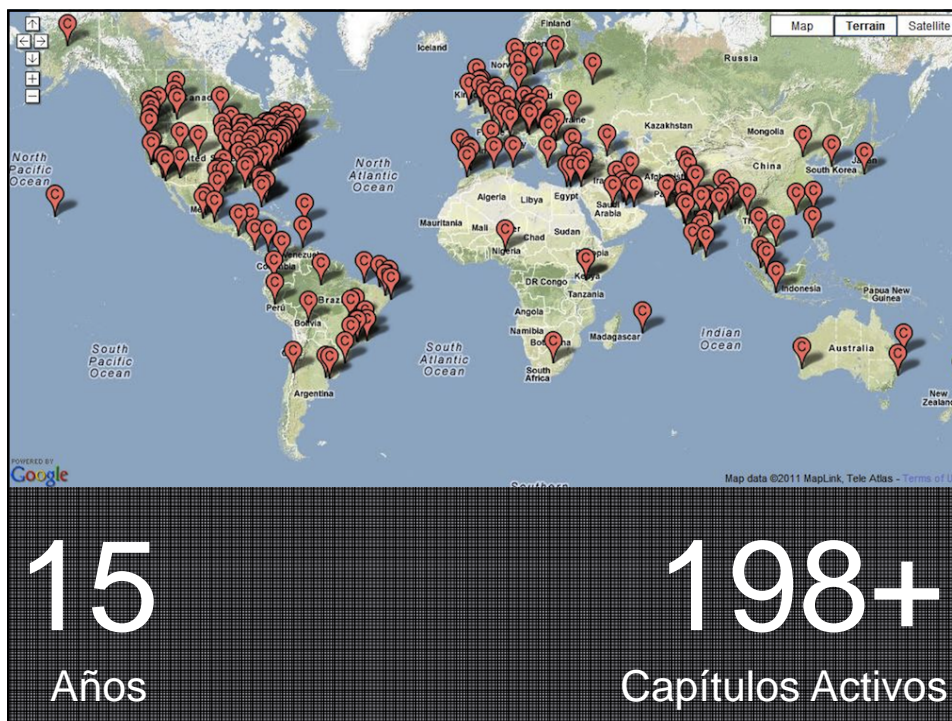 Finland
Map
Terrain
Satellite
Iceland
Russia
Kazakhstan
Mongolia
China
South Korea
North
Pacific
Ocean
North
Atlantic
Ocean
Algeria
Libya
Egypt
Saudi
Arabia
Mauritania
Mali
Chad
Sudan
Nigeria
Kenya
DR Congo
Tanzania
Angola
Namibia
Madagascar
South
Africa
Indonesia
Papua New
Guinea
Perú
Bolivia
Argentina
South
Pacific
Ocean
South
Atlantic
Ocean
Indian
Ocean
Australia
New
POWERED BY
Google
Map data ©2011 MapLink, Tele Atlas -
15
198+
Años
Capítulos Activos